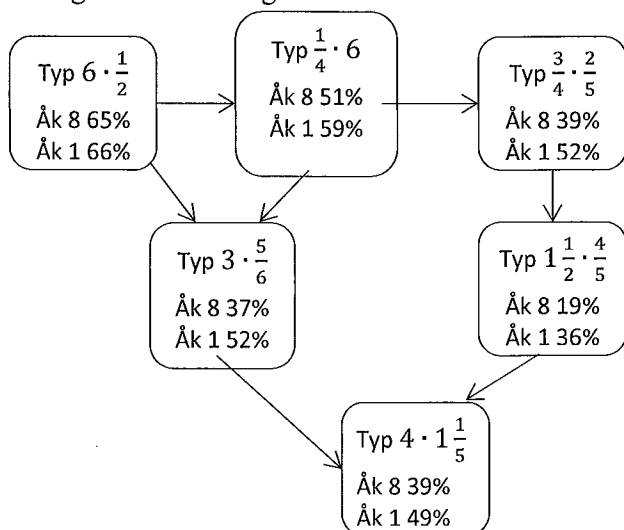 Typ 6 · 1/2
Åk 8 65%
Åk 1 66%
Typ 1/4 · 6
Åk 8 51%
Åk 1 59%
Typ 3/4 · 2/5
Åk 8 39%
Åk 1 52%
Typ 3 · 5/6
Åk 8 37%
Åk 1 52%
Typ 1 1/2 · 4/5
Åk 8 19%
Åk 1 36%
Typ 4 · 1 1/5
Åk 8 39%
Åk 1 49%